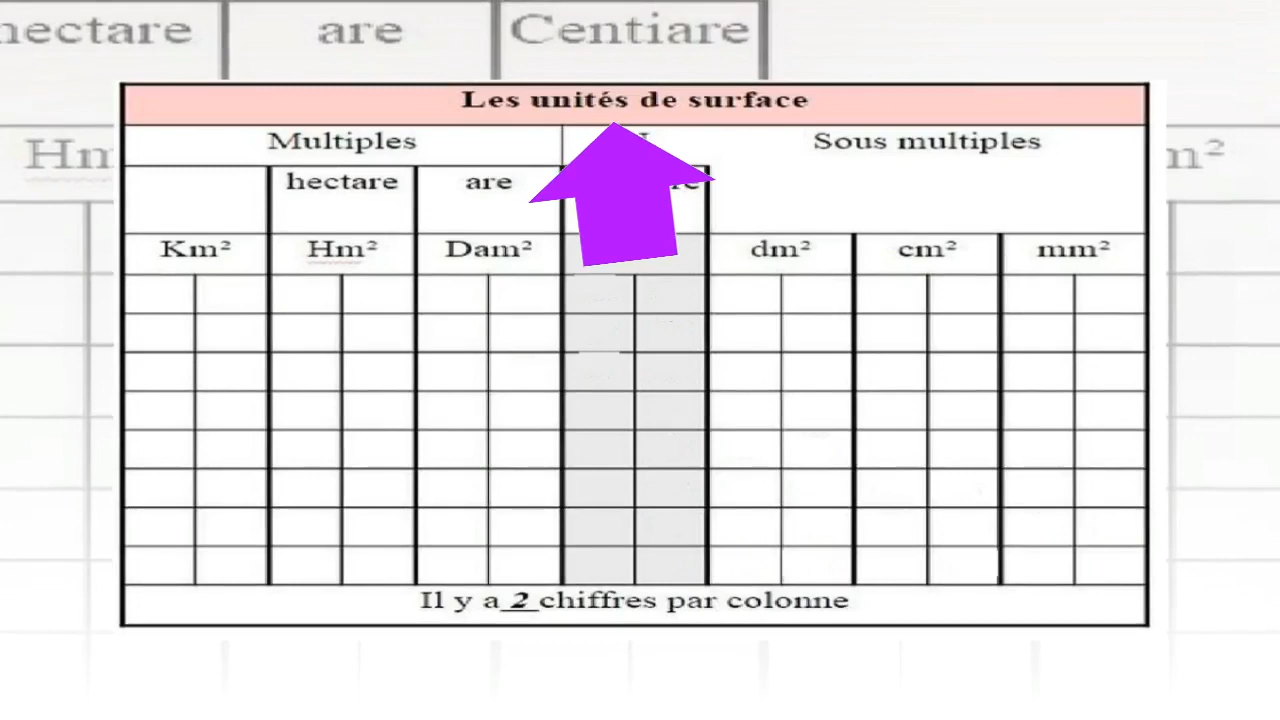 hectare are Centiare
Les unités de surface
Multiples Sous multiples
hectare are
Km² Hm² Dam² dm² cm² mm²
Il y a 2 chiffres par colonne